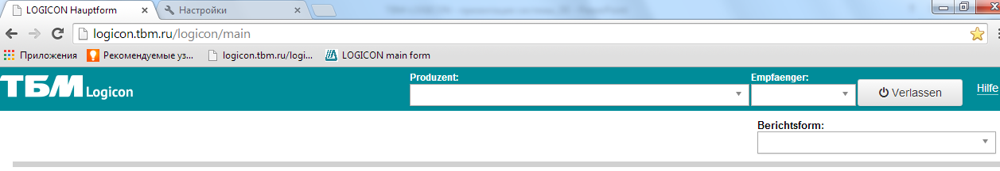 LOGICON Hauptform
Настройки
logicon.tbm.ru/logicon/main
Приложения
Рекомендуемые уз...
logicon.tbm.ru/logi...
LOGICON main form
ТБМ Logicon
Produzent:
Empfaenger:
Verlassen
Hilfe
Berichtsform: